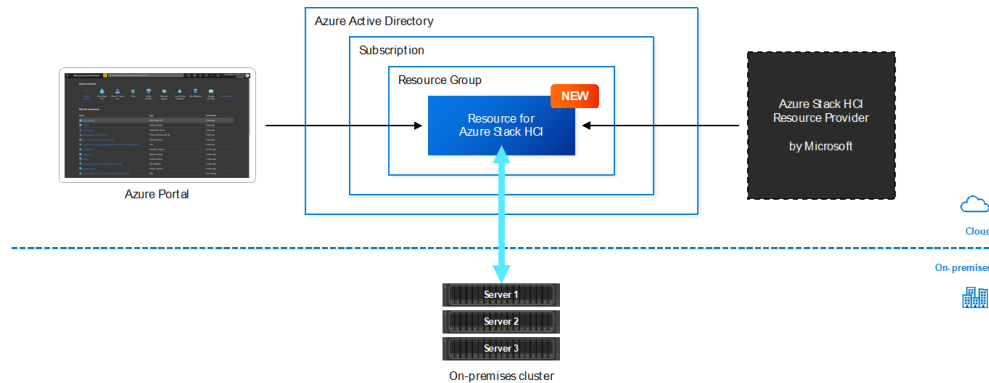 Azure Active Directory
Subscription
Resource Group
NEW
Resource for
Azure Stack HCI
Azure Stack HCI
Resource Provider
by Microsoft
Azure Portal
Cloud
On-premises
Server 1
Server 2
Server 3
On-premises cluster